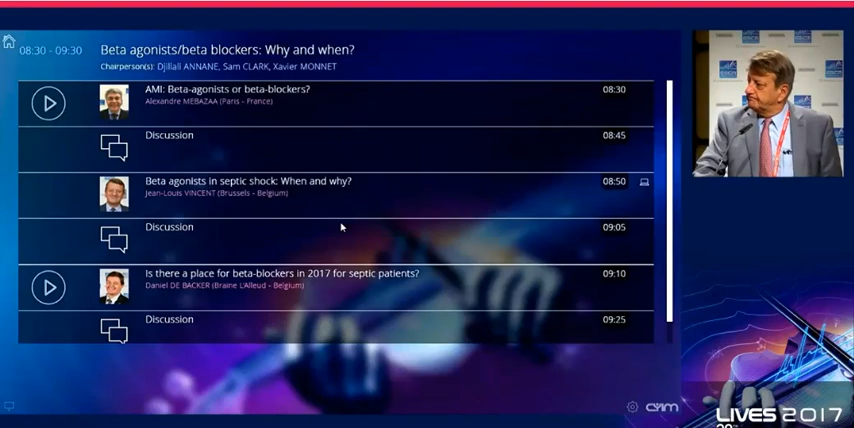 08:30 - 09:30
Beta agonists/beta blockers: Why and when?
Chairperson(s): Djillali ANNANE, Sam CLARK, Xavier MONNET
AMI: Beta-agonists or beta-blockers?
08:30
Alexandre MEBAZAA (Paris - France)
Discussion
08:45
Beta agonists in septic shock: When and why?
08:50
Jean-Louis VINCENT (Brussels - Belgium)
Discussion
09:05
Is there a place for beta-blockers in 2017 for septic patients?
09:10
Daniel DE BACKER (Braine L'Alleud - Belgium)
Discussion
09:25
cyim
LIVES 2017